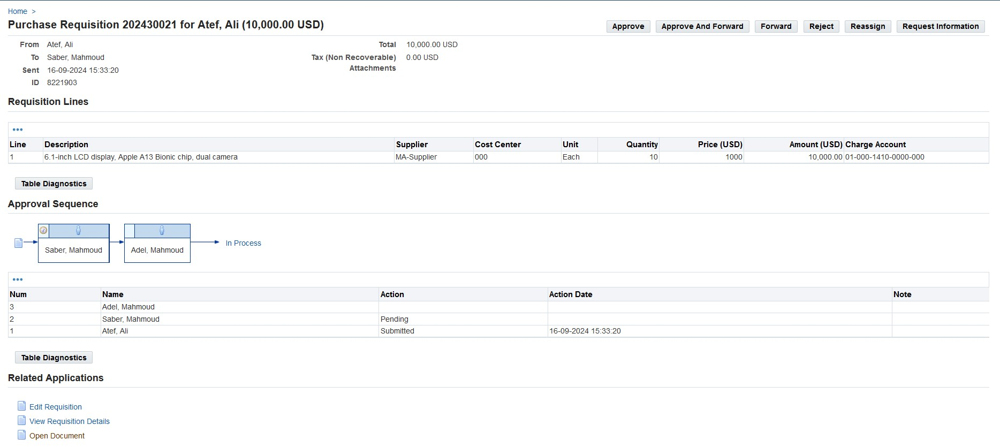 Home >
Purchase Requisition 202430021 for Atef, Ali (10,000.00 USD)
Approve Approve And Forward Forward Reject Reassign Request Information
From Atef, Ali Total 10,000.00 USD
To Saber, Mahmoud Tax (Non Recoverable) 0.00 USD
Sent 16-09-2024 15:33:20 Attachments
ID 8221903
Requisition Lines
Line Description Supplier Cost Center Unit Quantity Price (USD) Amount (USD) Charge Account
1 6.1-inch LCD display, Apple A13 Bionic chip, dual camera MA-Supplier 000 Each 10 1000 10,000.00 01-000-1410-0000-000
Table Diagnostics
Approval Sequence
Saber, Mahmoud Adel, Mahmoud In Process
Num Name Action Action Date Note
3 Adel, Mahmoud
2 Saber, Mahmoud Pending
1 Atef, Ali Submitted 16-09-2024 15:33:20
Table Diagnostics
Related Applications
Edit Requisition
View Requisition Details
Open Document